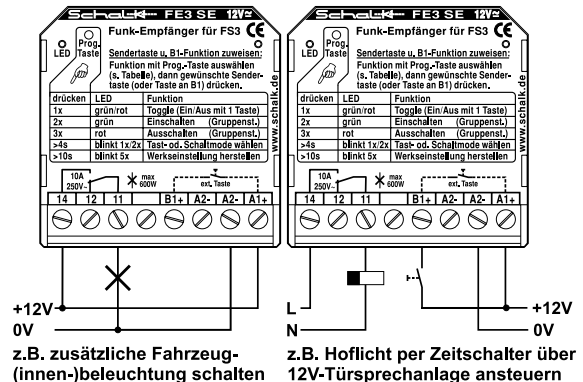 Schalk FE3 SE 12V≂
Funk-Empfänger für FS3 CE
LED
Prog. Taste
Sendertaste u. B1-Funktion zuweisen:
Funktion mit Prog.-Taste auswählen
(s. Tabelle), dann gewünschte Sender-
taste (oder Taste an B1) drücken.
drücken LED Funktion
1x grün/rot Toggle (Ein/Aus mit 1 Taste)
2x grün Einschalten (Gruppenst.)
3x rot Ausschalten (Gruppenst.)
>4s blinkt 1x/2x Tast- od. Schaltmode wählen
>10s blinkt 5x Werkseinstellung herstellen
www.schalk.de
10A
250V~
max
600W
ext. Taste
14 12 11 B1+ A2- A2- A1+
+12V
0V
z.B. zusätzliche Fahrzeug-
(innen-)beleuchtung schalten
Schalk FE3 SE 12V≂
Funk-Empfänger für FS3 CE
LED
Prog. Taste
Sendertaste u. B1-Funktion zuweisen:
Funktion mit Prog.-Taste auswählen
(s. Tabelle), dann gewünschte Sender-
taste (oder Taste an B1) drücken.
drücken LED Funktion
1x grün/rot Toggle (Ein/Aus mit 1 Taste)
2x grün Einschalten (Gruppenst.)
3x rot Ausschalten (Gruppenst.)
>4s blinkt 1x/2x Tast- od. Schaltmode wählen
>10s blinkt 5x Werkseinstellung herstellen
www.schalk.de
10A
250V~
max
600W
ext. Taste
14 12 11 B1+ A2- A2- A1+
L
N
+12V
0V
z.B. Hoflicht per Zeitschalter über
12V-Türsprechanlage ansteuern